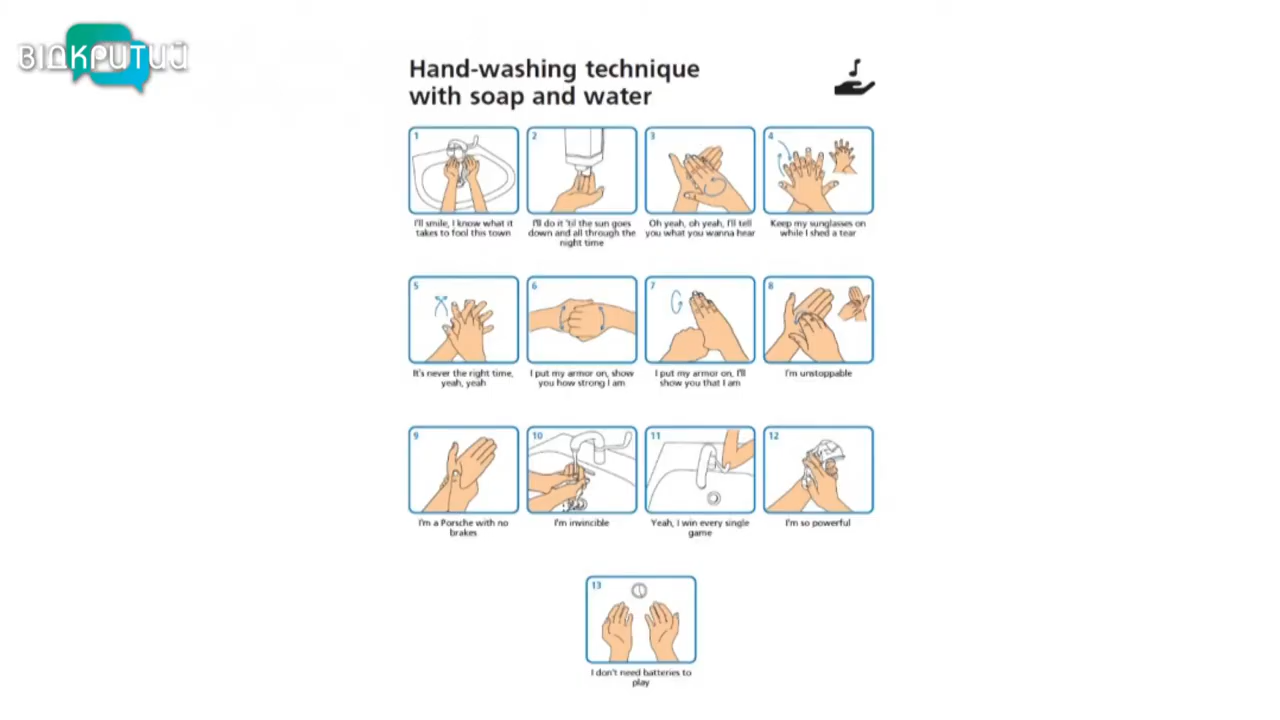 ВІДКРИТИЙ
Hand-washing technique
with soap and water
1
I'll smile, I know what it
takes to fool this town
2
I'll do it 'til the sun goes
down and all through the
night time
3
Oh yeah, oh yeah, I'll tell
you what you wanna hear
4
Keep my sunglasses on
while I shed a tear
5
It's never the right time,
yeah, yeah
6
I put my armor on, show
you how strong I am
7
I put my armor on, I'll
show you that I am
8
I'm unstoppable
9
I'm a Porsche with no
brakes
10
I'm invincible
11
Yeah, I win every single
game
12
I'm so powerful
13
I don't need batteries to
play